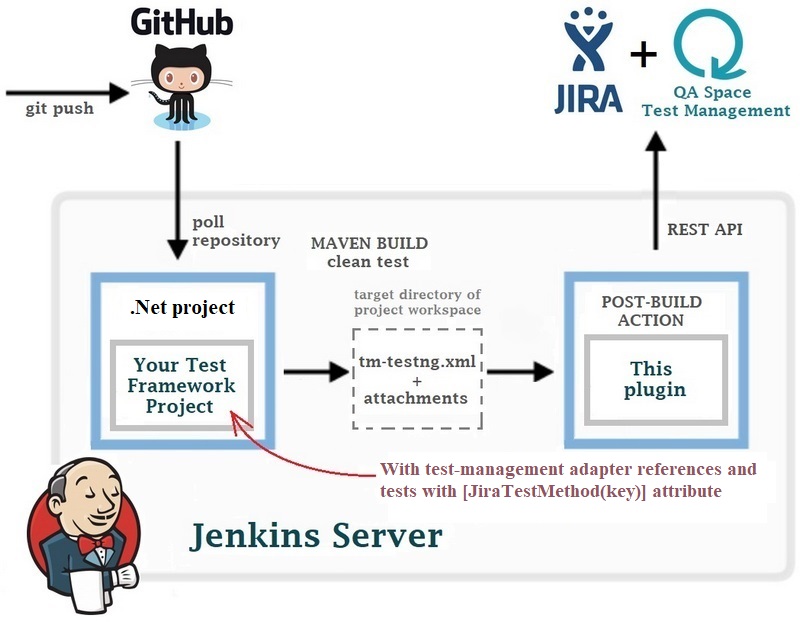 GitHub
git push
JIRA
+
QA Space
Test Management
poll
repository
MAVEN BUILD
clean test
REST API
.Net project
Your Test
Framework
Project
target directory of
project workspace
tm-testng.xml
+
attachments
POST-BUILD
ACTION
This
plugin
With test-management adapter references and
tests with [JiraTestMethod(key)] attribute
Jenkins Server